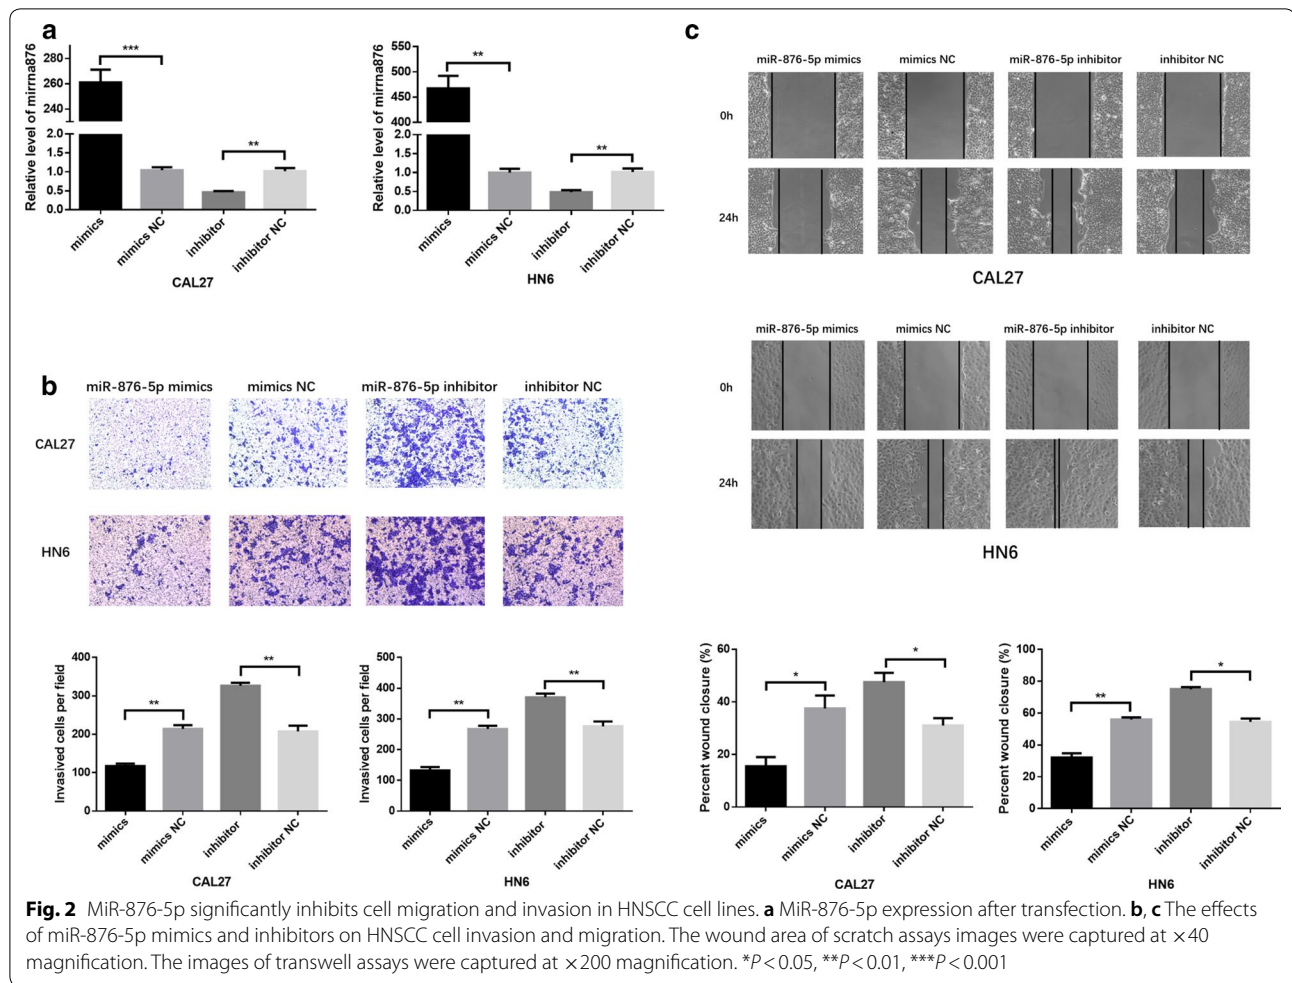 a
Relative level of mirrna876
280
260
240
2.0
1.5
1.0
0.5
0.0
***
**
mimics
mimics NC
inhibitor
inhibitor NC
CAL27
Relative level of mirrna876
550
500
450
400
2.0
1.5
1.0
0.5
0.0
**
**
mimics
mimics NC
inhibitor
inhibitor NC
HN6
b
miR-876-5p mimics
mimics NC
miR-876-5p inhibitor
inhibitor NC
CAL27
HN6
Invasived cells per field
400
300
200
100
0
**
**
mimics
mimics NC
inhibitor
inhibitor NC
CAL27
Invasived cells per field
500
400
300
200
100
0
**
**
mimics
mimics NC
inhibitor
inhibitor NC
HN6
c
miR-876-5p mimics
mimics NC
miR-876-5p inhibitor
inhibitor NC
0h
24h
CAL27
miR-876-5p mimics
mimics NC
miR-876-5p inhibitor
inhibitor NC
0h
24h
HN6
Percent wound closure (%)
60
40
20
0
*
*
mimics
mimics NC
inhibitor
inhibitor NC
CAL27
Percent wound closure (%)
100
80
60
40
20
0
**
*
mimics
mimics NC
inhibitor
inhibitor NC
HN6
Fig. 2 MiR-876-5p significantly inhibits cell migration and invasion in HNSCC cell lines. a MiR-876-5p expression after transfection. b, c The effects
of miR-876-5p mimics and inhibitors on HNSCC cell invasion and migration. The wound area of scratch assays images were captured at ×40
magnification. The images of transwell assays were captured at ×200 magnification. *P < 0.05, **P < 0.01, ***P < 0.001